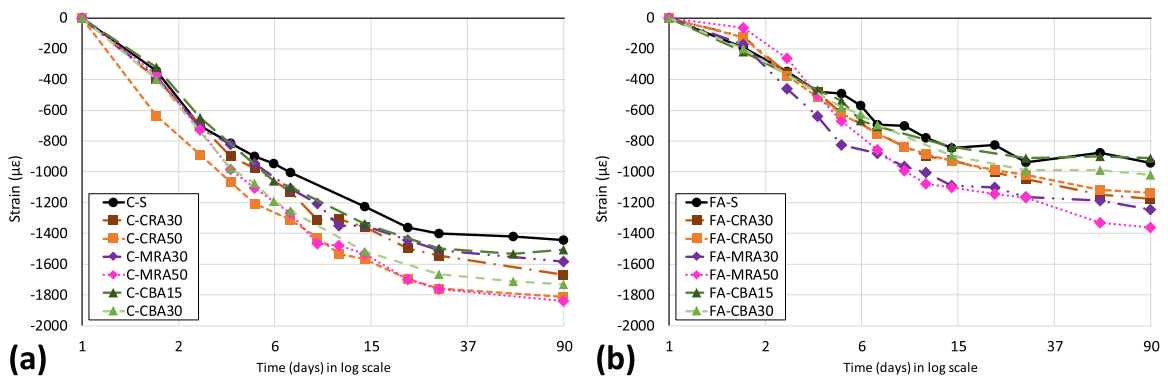 0
-200
-400
-600
-800
-1000
-1200
-1400
-1600
-1800
-2000
Strain (με)
C-S
C-CRA30
C-CRA50
C-MRA30
C-MRA50
C-CBA15
C-CBA30
1 2 6 15 37 90
Time (days) in log scale
(a)
0
-200
-400
-600
-800
-1000
-1200
-1400
-1600
-1800
-2000
Strain (με)
FA-S
FA-CRA30
FA-CRA50
FA-MRA30
FA-MRA50
FA-CBA15
FA-CBA30
1 2 6 15 37 90
Time (days) in log scale
(b)